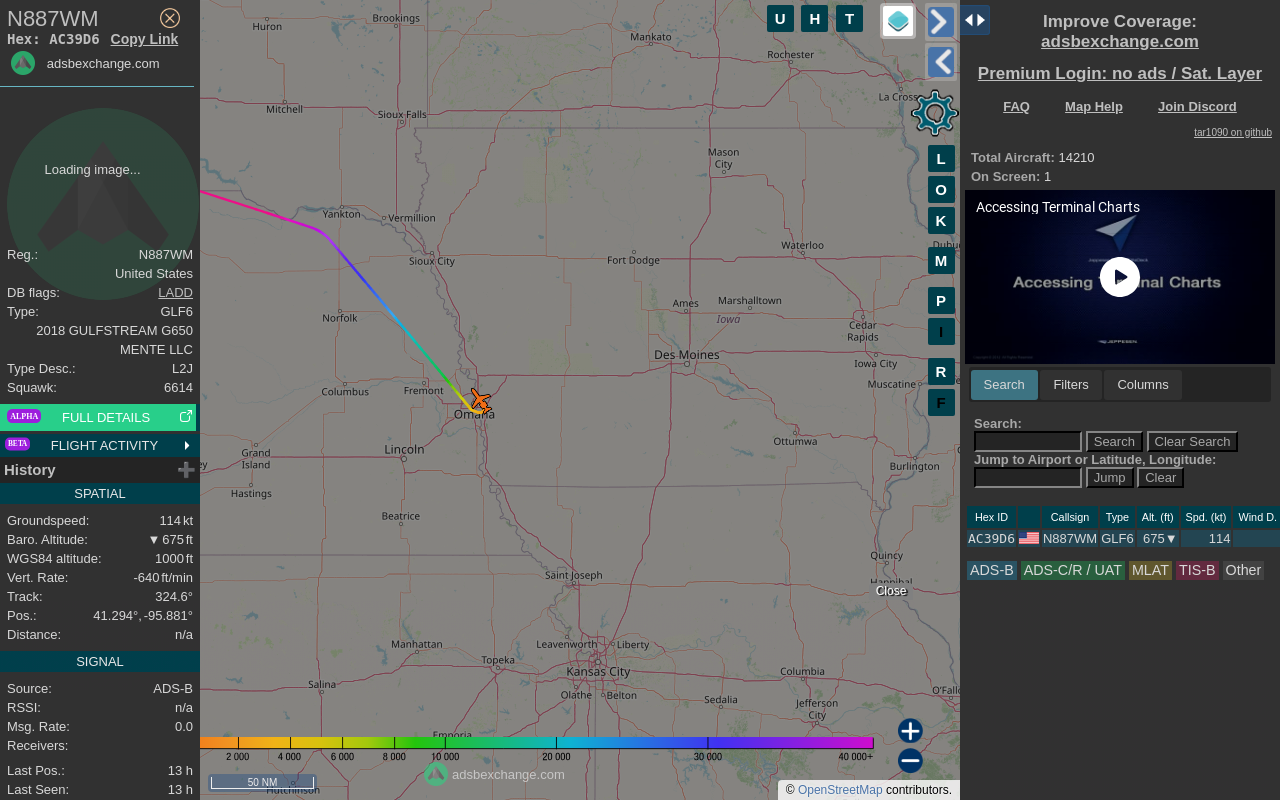 N887WM
Hex: AC39D6 Copy Link
adsbexchange.com
Loading image...
Reg.: N887WM
United States
DB flags: LADD
Type: GLF6
2018 GULFSTREAM G650
MENTE LLC
Type Desc.: L2J
Squawk: 6614
ALPHA FULL DETAILS
BETA FLIGHT ACTIVITY
History
SPATIAL
Groundspeed: 114 kt
Baro. Altitude: ▼ 675 ft
WGS84 altitude: 1000 ft
Vert. Rate: -640 ft/min
Track: 324.6°
Pos.: 41.294°, -95.881°
Distance: n/a
SIGNAL
Source: ADS-B
RSSI: n/a
Msg. Rate: 0.0
Receivers:
Last Pos.: 13 h
Last Seen: 13 h
U H T
Huron
Brookings
Mankato
Rochester
La Crosse
Mitchell
Sioux Falls
Mason
City
Yankton
Vermillion
Sioux City
Fort Dodge
Waterloo
Dubu
Norfolk
Ames
Marshalltown
Iowa
Cedar
Rapids
Des Moines
Iowa City
Columbus
Fremont
Muscatine
Omaha
Grand
Island
Lincoln
Ottumwa
Burlington
ey
Hastings
Beatrice
Quincy
Saint Joseph
Hannibal
Close
Manhattan
Leavenworth
Liberty
Topeka
Kansas City
Columbia
Salina
Olathe
Belton
Sedalia
Jefferson
City
O'Fallo
Emporia
Hutchinson
L
O
K
M
P
I
R
F
2 000 4 000 6 000 8 000 10 000 20 000 30 000 40 000+
50 NM
adsbexchange.com
© OpenStreetMap contributors.
Improve Coverage:
adsbexchange.com
Premium Login: no ads / Sat. Layer
FAQ Map Help Join Discord
tar1090 on github
Total Aircraft: 14210
On Screen: 1
Accessing Terminal Charts
Accessing Terminal Charts
JEPPESEN
Search Filters Columns
Search:
Search Clear Search
Jump to Airport or Latitude, Longitude:
Jump Clear
Hex ID Callsign Type Alt. (ft) Spd. (kt) Wind D.
AC39D6 N887WM GLF6 675▼ 114
ADS-B ADS-C/R / UAT MLAT TIS-B Other